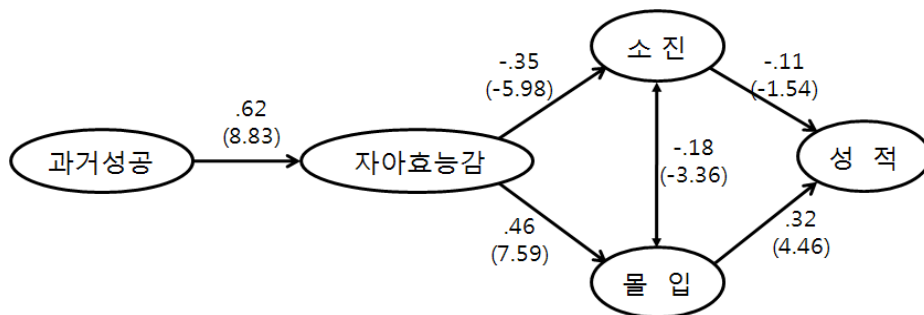 소 진
-.35
(-5.98)
-.11
(-1.54)
.62
(8.83)
과거성공
자아효능감
-.18
(-3.36)
성 적
.46
(7.59)
.32
(4.46)
몰 입